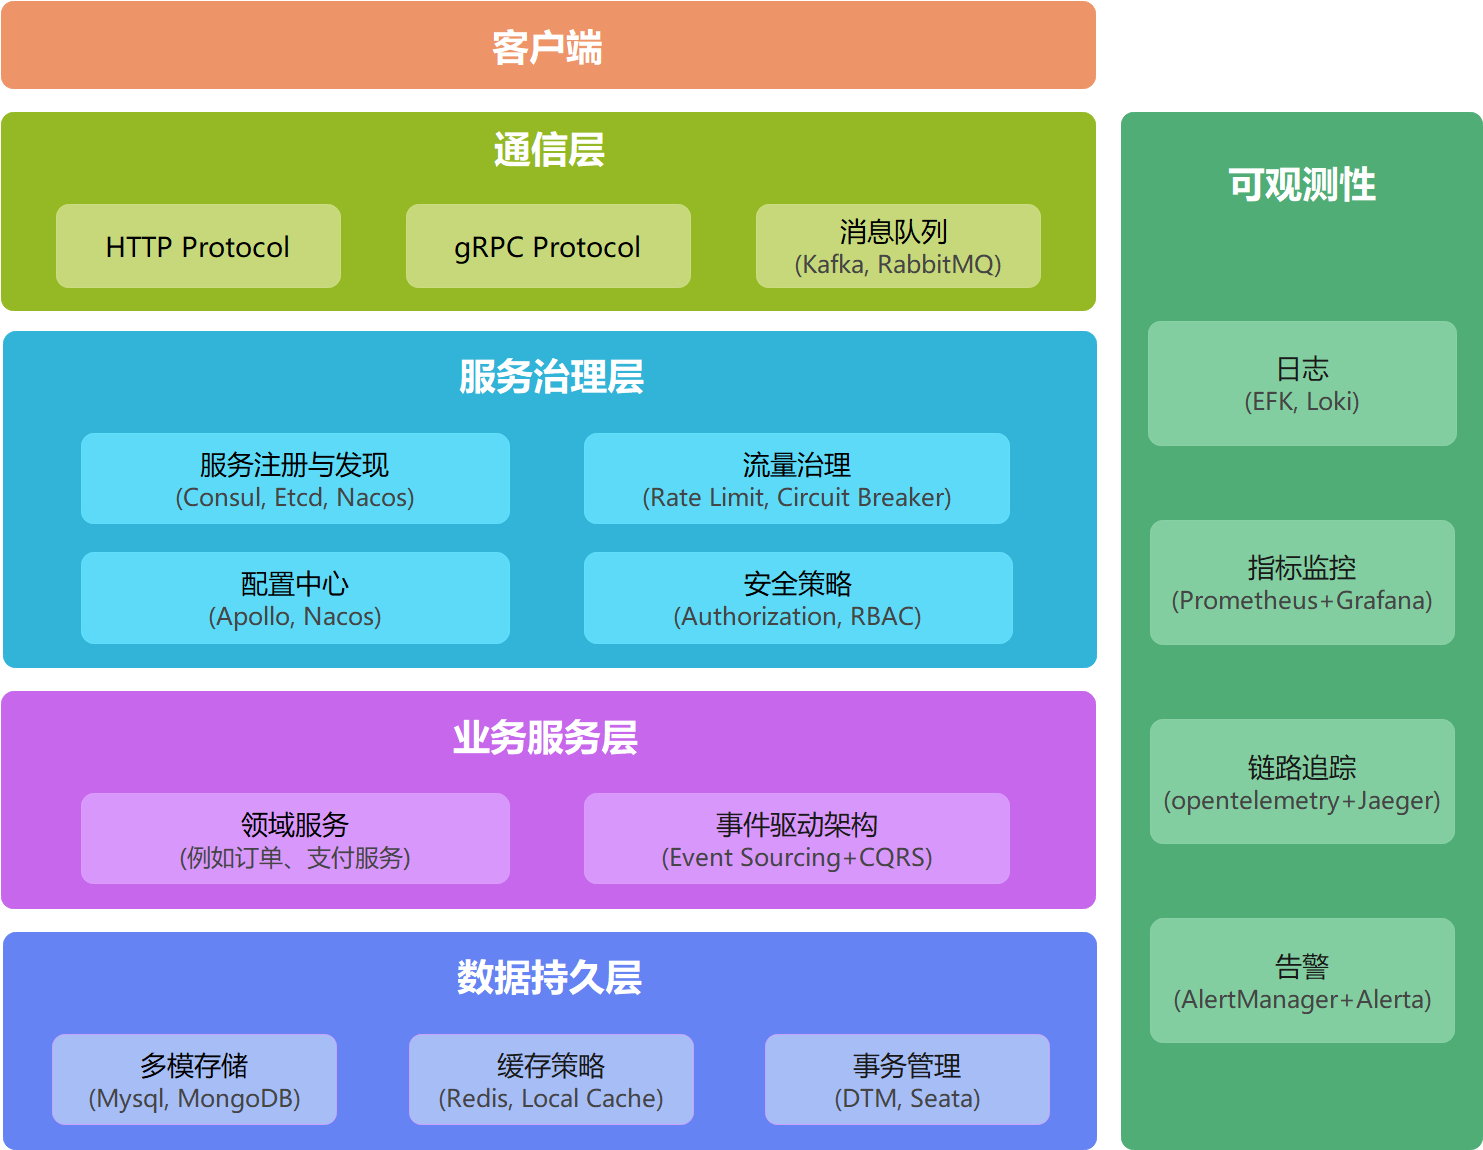 客户端
通信层
HTTP Protocol
gRPC Protocol
消息队列
(Kafka, RabbitMQ)
服务治理层
服务注册与发现
(Consul, Etcd, Nacos)
流量治理
(Rate Limit, Circuit Breaker)
配置中心
(Apollo, Nacos)
安全策略
(Authorization, RBAC)
业务服务层
领域服务
(例如订单、支付服务)
事件驱动架构
(Event Sourcing+CQRS)
数据持久层
多模存储
(Mysql, MongoDB)
缓存策略
(Redis, Local Cache)
事务管理
(DTM, Seata)
可观测性
日志
(EFK, Loki)
指标监控
(Prometheus+Grafana)
链路追踪
(opentelemetry+Jaeger)
告警
(AlertManager+Alerta)